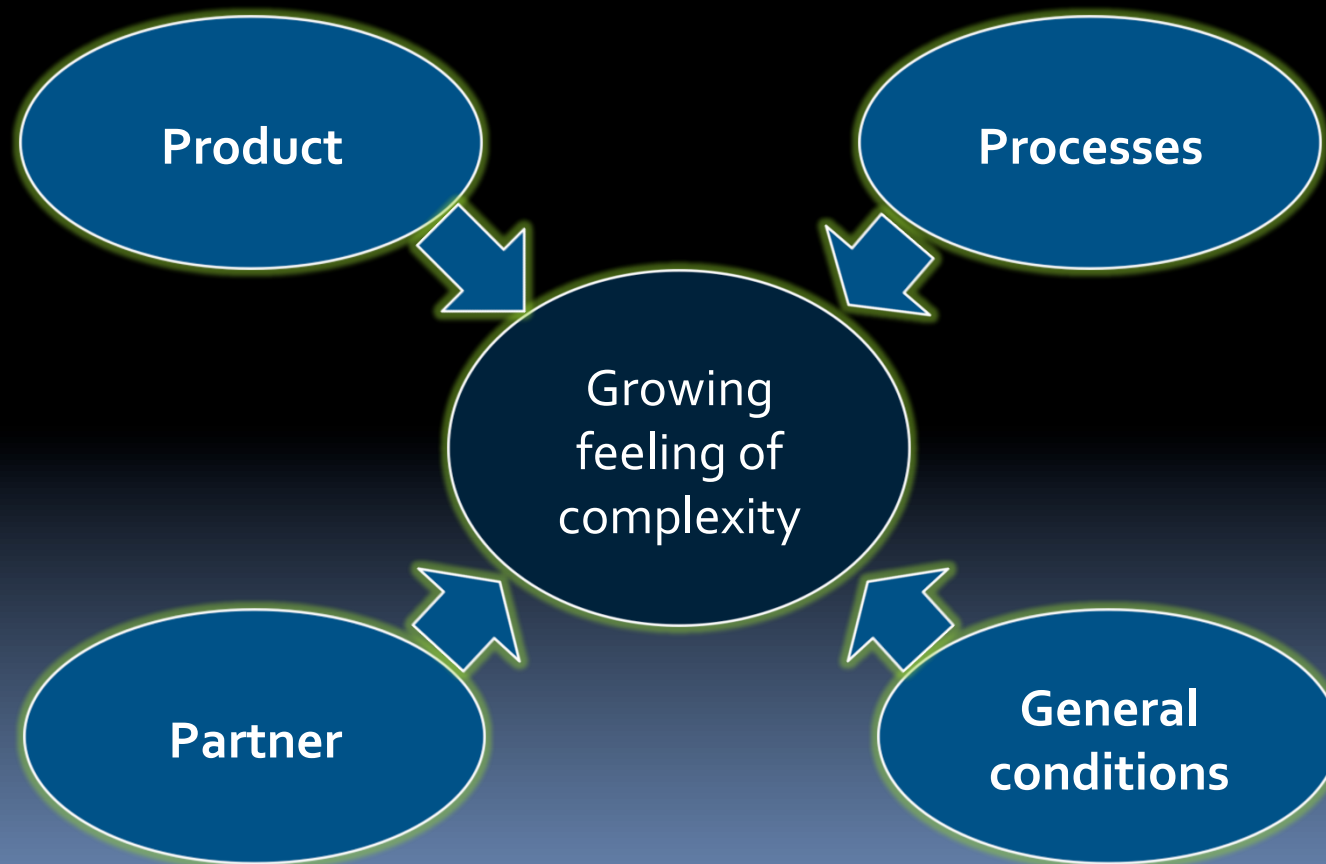 Product
Processes
Growing
feeling of
complexity
Partner
General
conditions